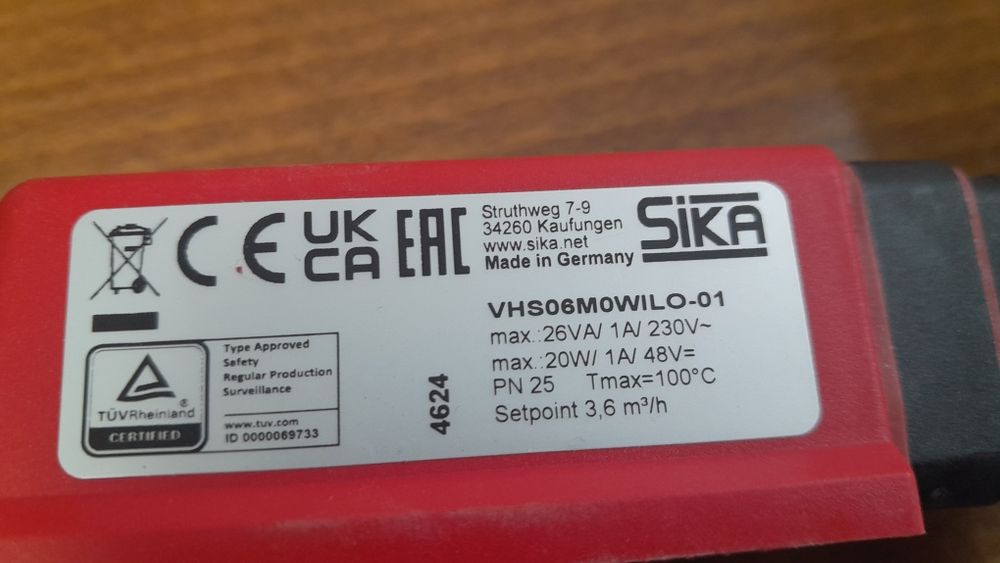 CE
UK
CA
EAC
Struthweg 7-9
34260 Kaufungen
www.sika.net
Made in Germany
SiKA
VHS06M0WILO-01
max.:26VA/ 1A/ 230V~
max.:20W/ 1A/ 48V=
PN 25 Tmax=100°C
Setpoint 3,6 m³/h
4624
TÜVRheinland ®
CERTIFIED
Type Approved
Safety
Regular Production
Surveillance
www.tuv.com
ID 0000069733